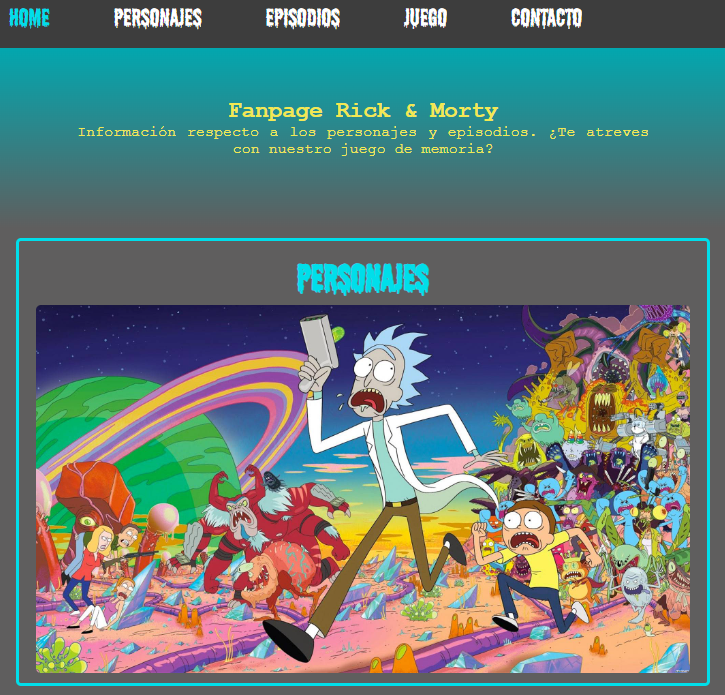 HOME PERSONAJES EPISODIOS JUEGO CONTACTO
Fanpage Rick & Morty
Información respecto a los personajes y episodios. ¿Te atreves
con nuestro juego de memoria?
PERSONAJES